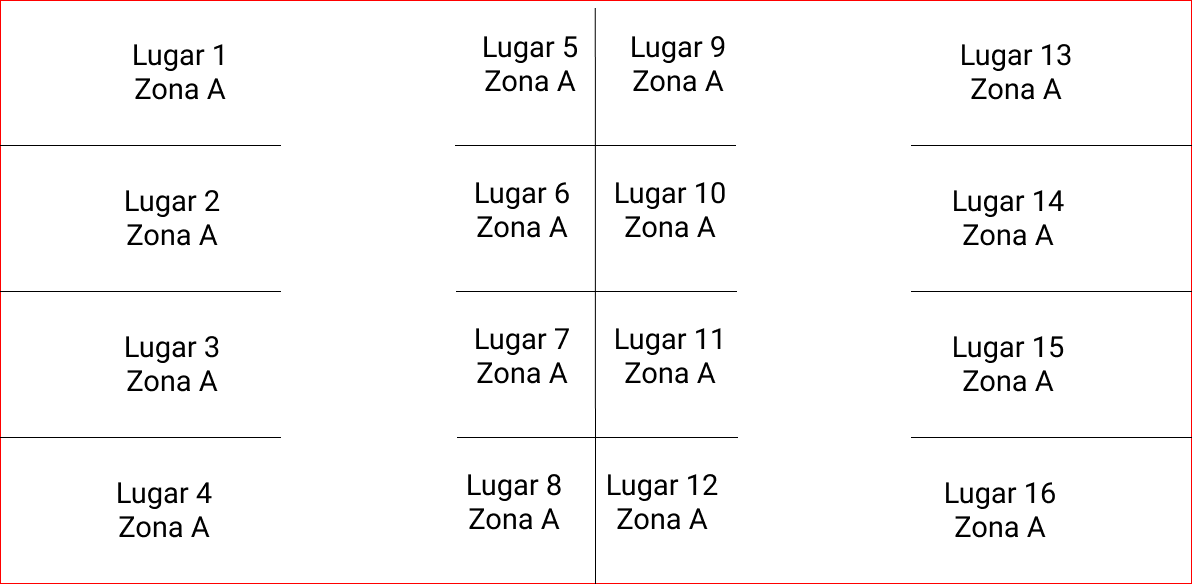 Lugar 1
Zona A
Lugar 5
Zona A
Lugar 9
Zona A
Lugar 13
Zona A
Lugar 2
Zona A
Lugar 6
Zona A
Lugar 10
Zona A
Lugar 14
Zona A
Lugar 3
Zona A
Lugar 7
Zona A
Lugar 11
Zona A
Lugar 15
Zona A
Lugar 4
Zona A
Lugar 8
Zona A
Lugar 12
Zona A
Lugar 16
Zona A